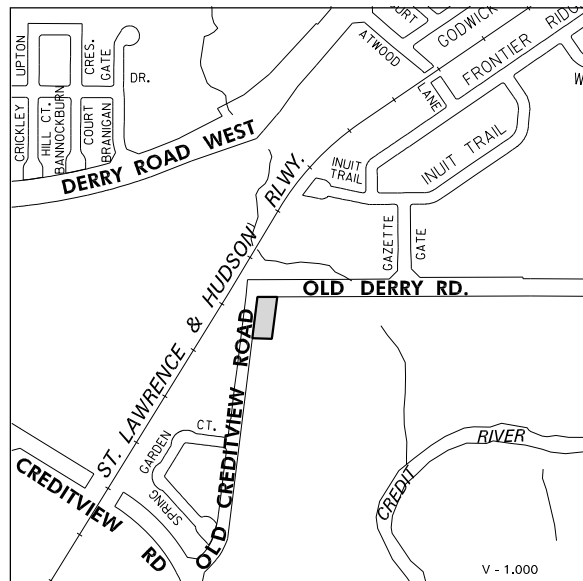 COURT
GODWICK
FRONTIER RIDGE
ATWOOD
UPTON
CRES.
GATE
DR.
LANE
W
CRICKLEY
HILL CT.
BANNOCKBURN
COURT
BRANIGAN
DERRY ROAD WEST
INUIT
TRAIL
INUIT TRAIL
GAZETTE
GATE
ST. LAWRENCE & HUDSON RLWY.
OLD DERRY RD.
OLD CREDITVIEW ROAD
GARDEN
CT.
SPRING
CREDITVIEW RD
CREDIT
RIVER
V - 1.000